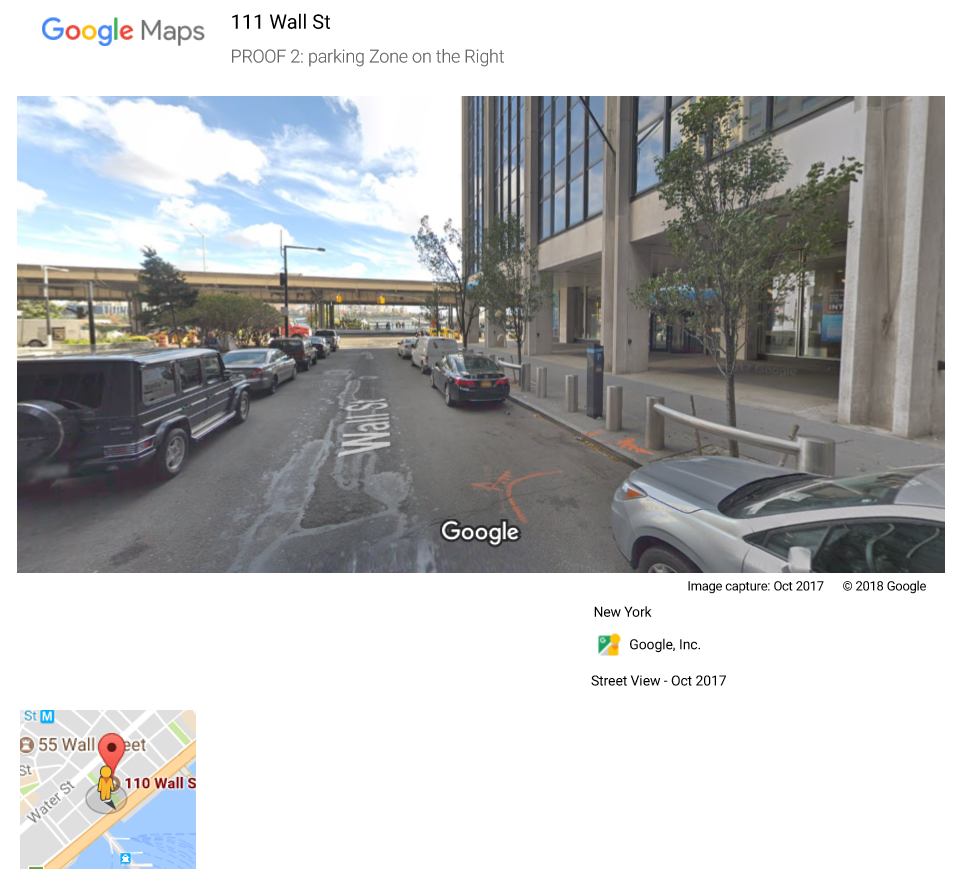 Google Maps
111 Wall St
PROOF 2: parking Zone on the Right
Wall St
Google
Image capture: Oct 2017 © 2018 Google
New York
Google, Inc.
Street View - Oct 2017
St M
55 Wall eet
St
110 Wall S
Water St